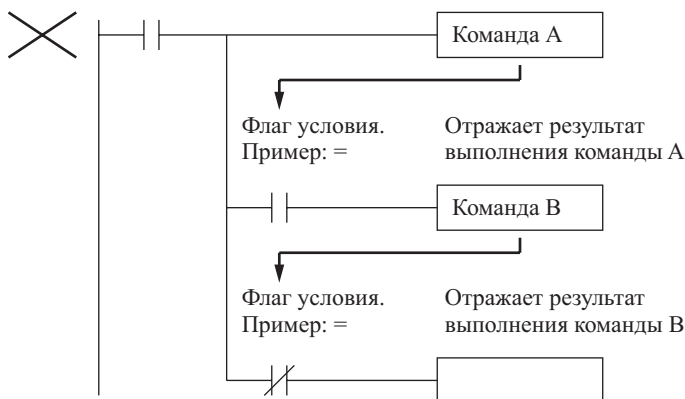 Команда A
Флаг условия.
Пример: =
Отражает результат
выполнения команды A
Команда B
Флаг условия.
Пример: =
Отражает результат
выполнения команды B